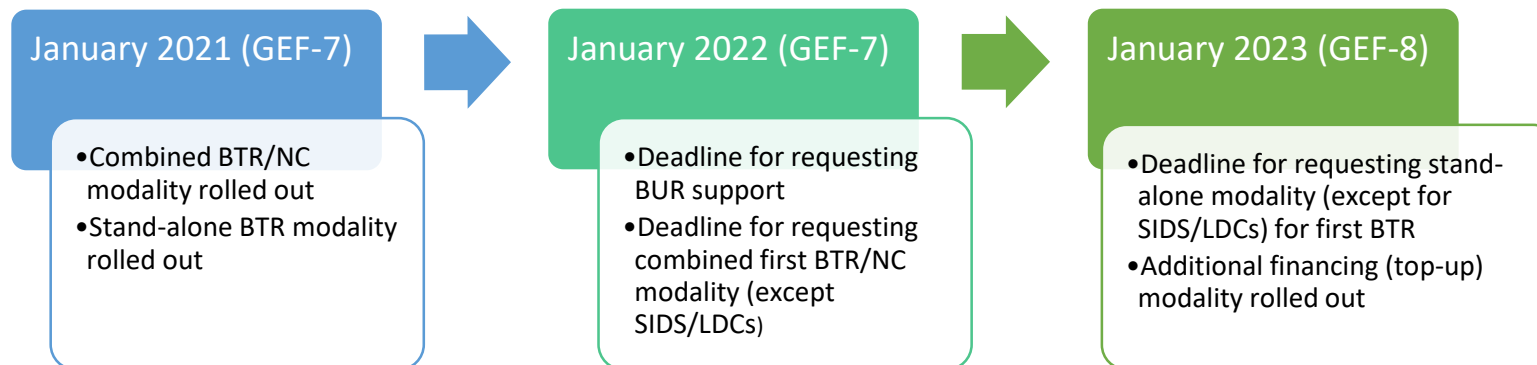 January 2021 (GEF-7)
•Combined BTR/NC
modality rolled out
•Stand-alone BTR modality
rolled out
January 2022 (GEF-7)
•Deadline for requesting
BUR support
•Deadline for requesting
combined first BTR/NC
modality (except
SIDS/LDCs)
January 2023 (GEF-8)
•Deadline for requesting stand-
alone modality (except for
SIDS/LDCs) for first BTR
•Additional financing (top-up)
modality rolled out